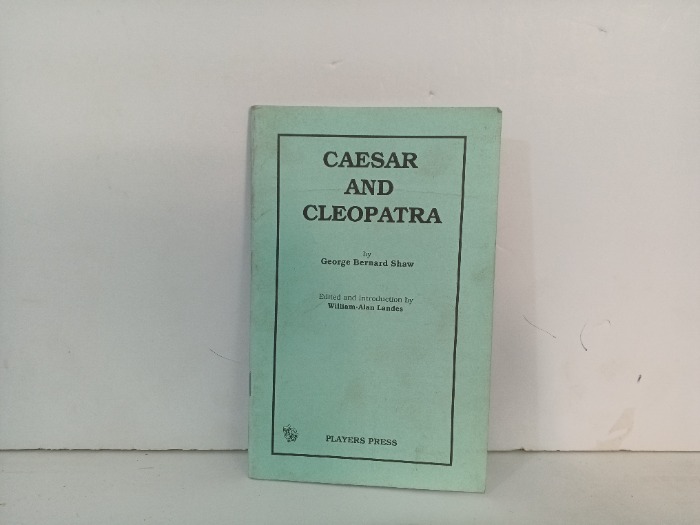 CAESAR
AND
CLEOPATRA
by
George Bernard Shaw
Edited and Introduction by
William-Alan Landes
PLAYERS PRESS